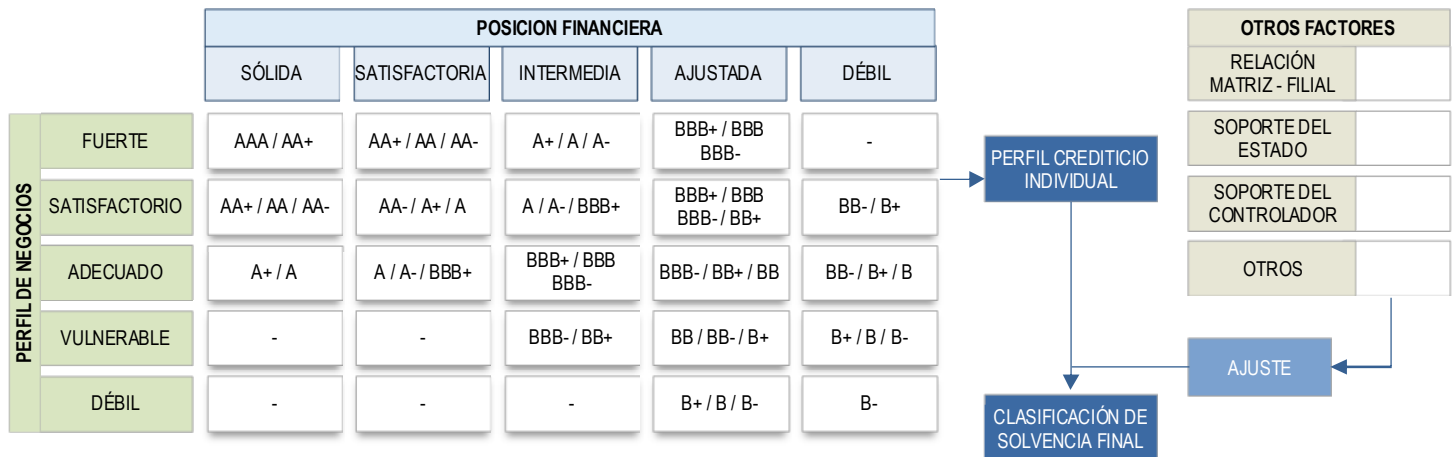 POSICION FINANCIERA
SÓLIDA
SATISFACTORIA
INTERMEDIA
AJUSTADA
DÉBIL
PERFIL DE NEGOCIOS
FUERTE
AAA / AA+
AA+ / AA / AA-
A+ / A / A-
BBB+ / BBB
BBB-
-
SATISFACTORIO
AA+ / AA / AA-
AA- / A+ / A
A / A- / BBB+
BBB+ / BBB
BBB- / BB+
BB- / B+
ADECUADO
A+ / A
A / A- / BBB+
BBB+ / BBB
BBB-
BBB- / BB+ / BB
BB- / B+ / B
VULNERABLE
-
-
BBB- / BB+
BB / BB- / B+
B+ / B / B-
DÉBIL
-
-
-
B+ / B / B-
B-
PERFIL CREDITICIO
INDIVIDUAL
CLASIFICACIÓN DE
SOLVENCIA FINAL
OTROS FACTORES
RELACIÓN
MATRIZ - FILIAL
SOPORTE DEL
ESTADO
SOPORTE DEL
CONTROLADOR
OTROS
AJUSTE